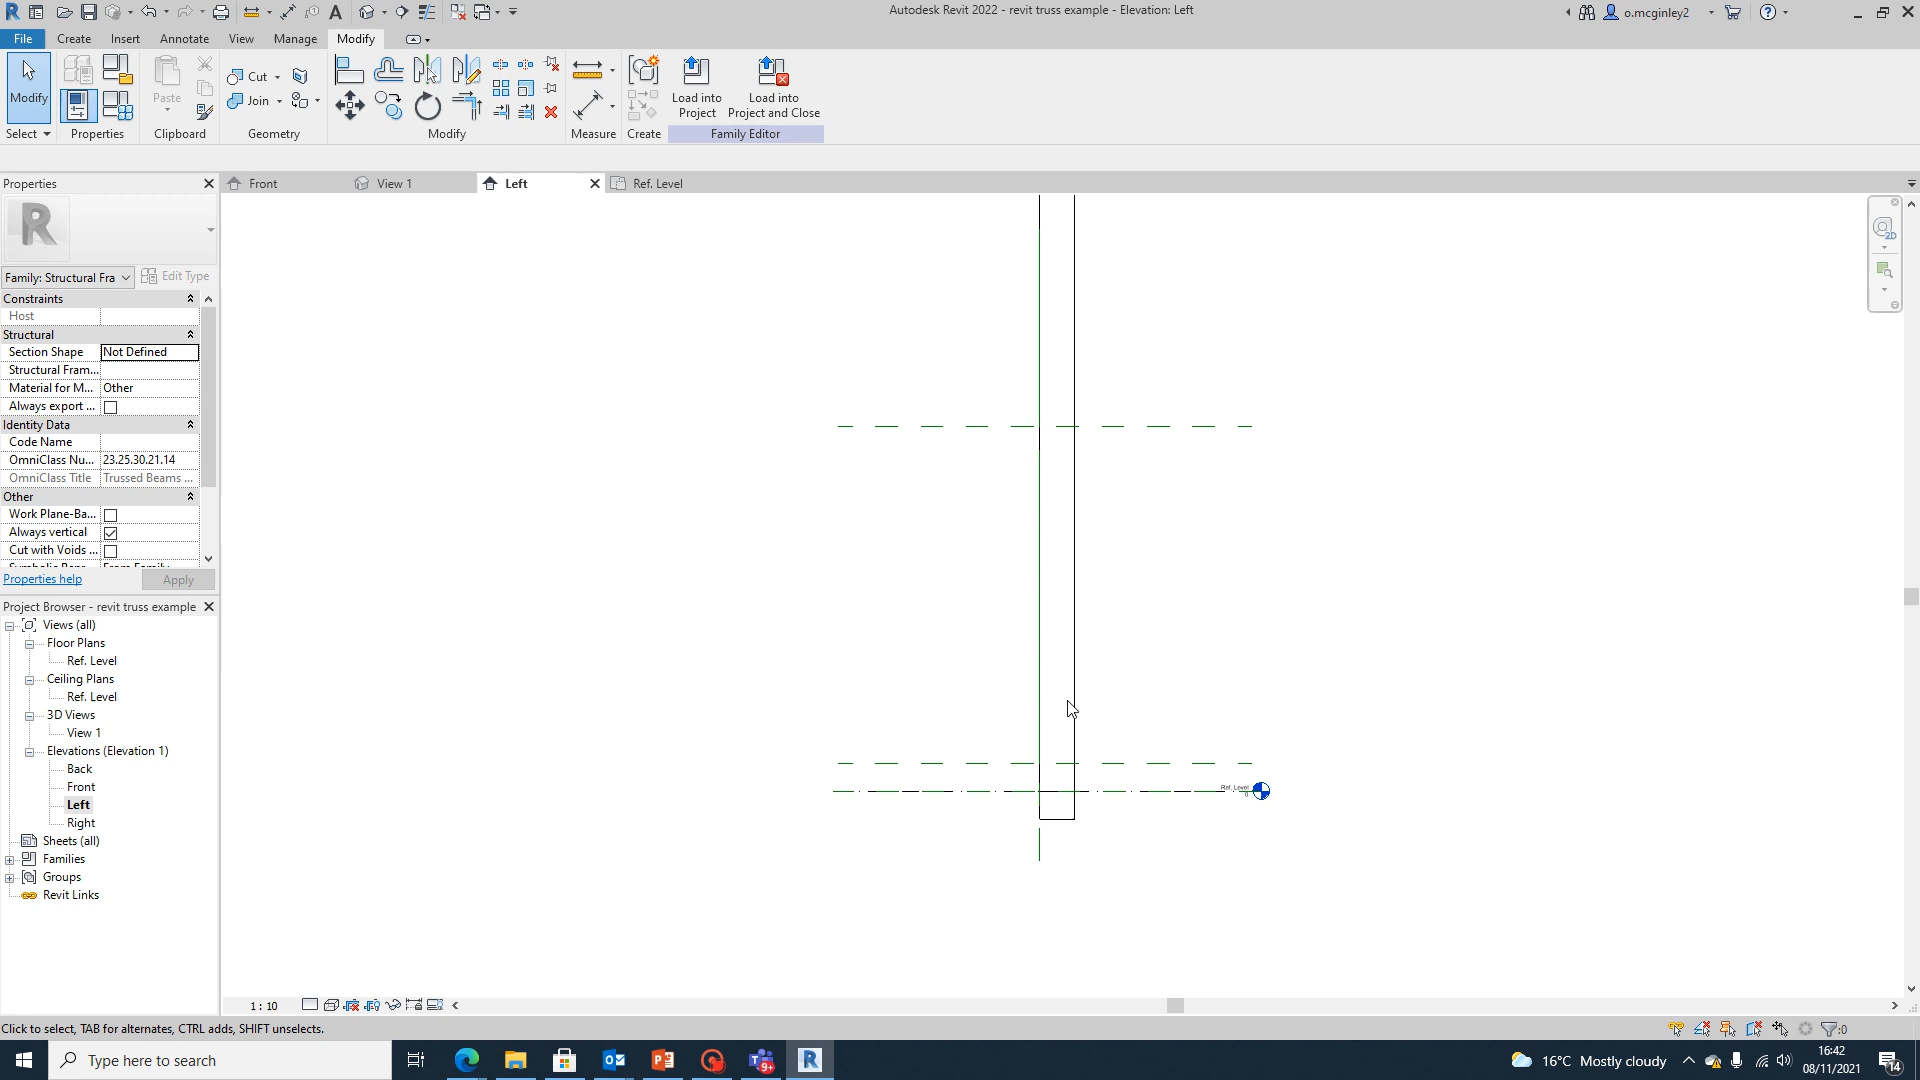 Autodesk Revit 2022 - revit truss example - Elevation: Left
o.mcginley2
File Create Insert Annotate View Manage Modify
Modify
Paste
Cut
Join
Load into
Project
Load into
Project and Close
Select Properties Clipboard Geometry Modify Measure Create Family Editor
Properties
Front View 1 Left Ref. Level
Family: Structural Fra Edit Type
Constraints
Host
Structural
Section Shape Not Defined
Structural Fram...
Material for M... Other
Always export ...
Identity Data
Code Name
OmniClass Nu... 23.25.30.21.14
OmniClass Title Trussed Beams ...
Other
Work Plane-Ba...
Always vertical
Cut with Voids ...
Properties help Apply
Project Browser - revit truss example
Views (all)
Floor Plans
Ref. Level
Ceiling Plans
Ref. Level
3D Views
View 1
Elevations (Elevation 1)
Back
Front
Left
Right
Sheets (all)
Families
Groups
Revit Links
2D
Ref. Level
0
1 : 10
Click to select, TAB for alternates, CTRL adds, SHIFT unselects.
:0
Type here to search
9+
16°C Mostly cloudy
16:42
08/11/2021
14